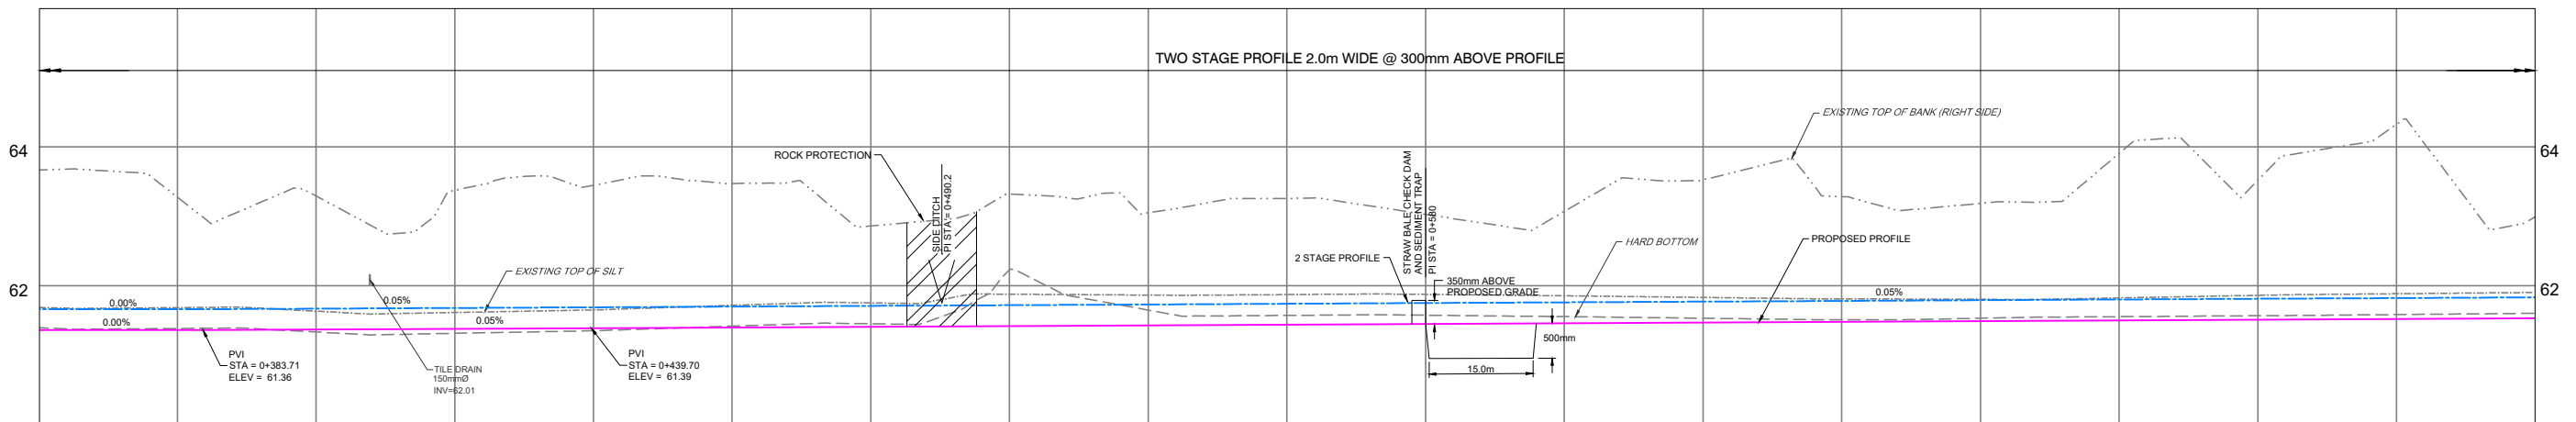 TWO STAGE PROFILE 2.0m WIDE @ 300mm ABOVE PROFILE
EXISTING TOP OF BANK (RIGHT SIDE)
64
64
ROCK PROTECTION
SIDE DITCH
PI STA = 0+490.2
STRAW BALE CHECK DAM
AND SEDIMENT TRAP
PI STA = 0+560
HARD BOTTOM
PROPOSED PROFILE
2 STAGE PROFILE
EXISTING TOP OF SILT
350mm ABOVE
PROPOSED GRADE
62
62
0.00%
0.05%
0.05%
0.00%
0.05%
500mm
15.0m
PVI
STA = 0+383.71
ELEV = 61.36
TILE DRAIN
150mmØ
INV=62.01
PVI
STA = 0+439.70
ELEV = 61.39